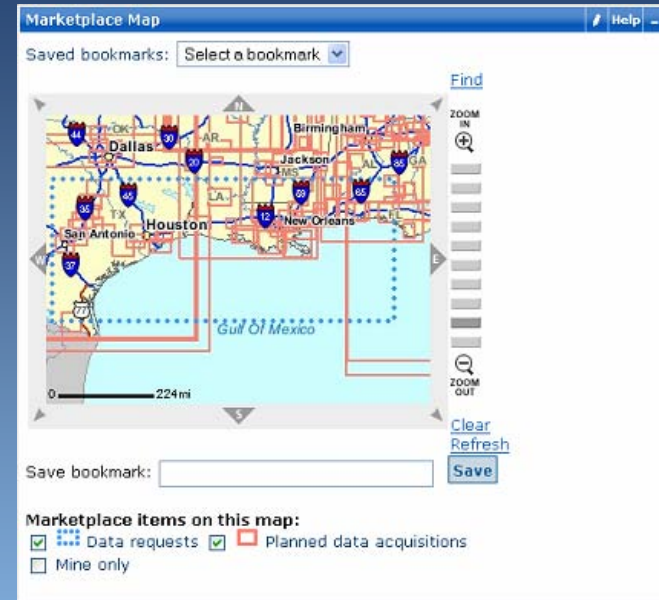 Marketplace Map
Help
Saved bookmarks: Select a bookmark
Find
N
ZOOM IN
44
OK
30
AR
Birmingham
Dallas
20
Jackson
MS
AL
85
GA
35
45
LA
59
65
TX
Houston
12
New Orleans
FL
San Antonio
W
E
37
77
Gulf Of Mexico
0 224mi
ZOOM OUT
S
Clear
Refresh
Save bookmark: Save
Marketplace items on this map:
Data requests Planned data acquisitions
Mine only